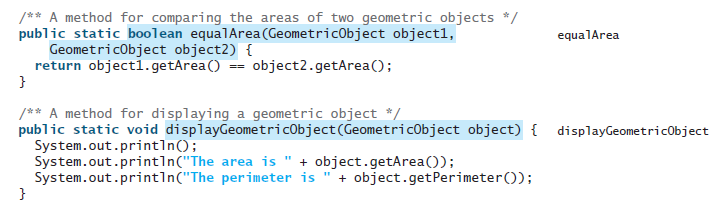 /** A method for comparing the areas of two geometric objects */
public static boolean equalArea(GeometricObject object1,
equalArea
    GeometricObject object2) {
  return object1.getArea() == object2.getArea();
}
/** A method for displaying a geometric object */
public static void displayGeometricObject(GeometricObject object) {
displayGeometricObject
  System.out.println();
  System.out.println("The area is " + object.getArea());
  System.out.println("The perimeter is " + object.getPerimeter());
}